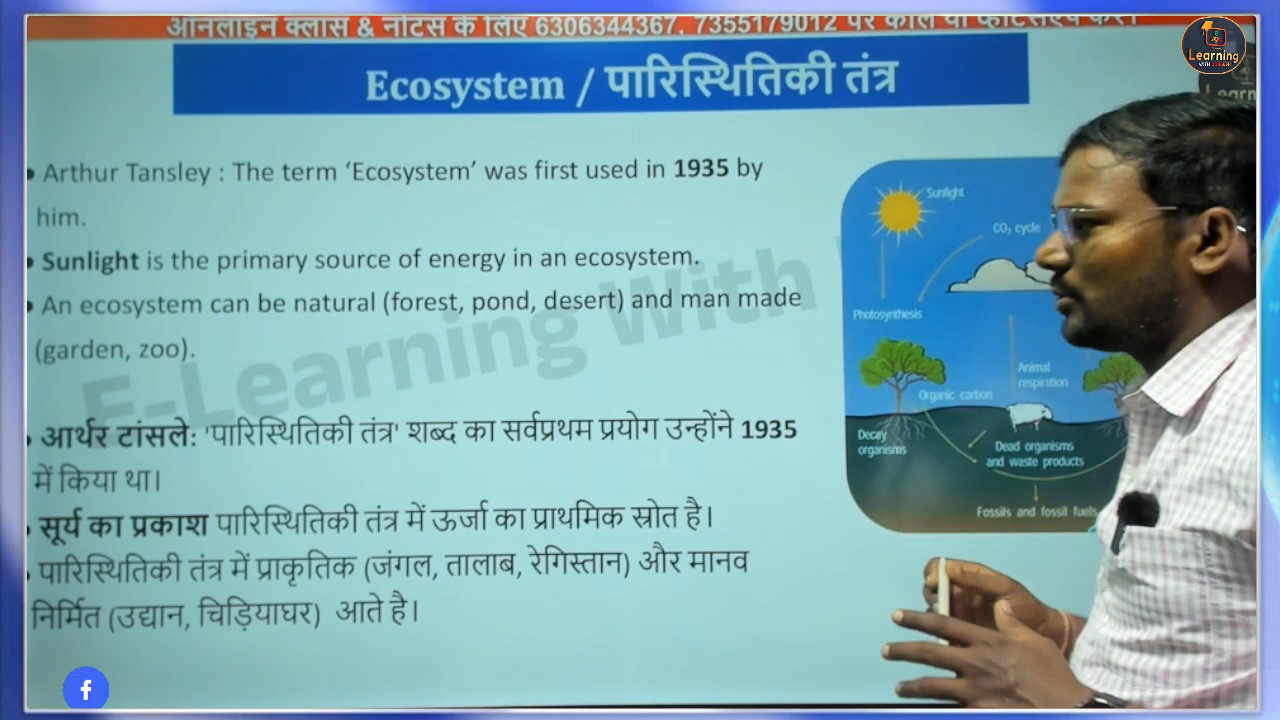 ऑनलाइन क्लास & नोटस के लिए 6306344367, 7355179012 पर कॉल या व्हाटसएप करें।
Learning
Ecosystem / पारिस्थितिकी तंत्र
Learn
• Arthur Tansley : The term ‘Ecosystem’ was first used in 1935 by
him.
• Sunlight is the primary source of energy in an ecosystem.
• An ecosystem can be natural (forest, pond, desert) and man made
(garden, zoo).
E-Learning With
• आर्थर टांसले: 'पारिस्थितिकी तंत्र' शब्द का सर्वप्रथम प्रयोग उन्होंने 1935
में किया था।
• सूर्य का प्रकाश पारिस्थितिकी तंत्र में ऊर्जा का प्राथमिक स्रोत है।
• पारिस्थितिकी तंत्र में प्राकृतिक (जंगल, तालाब, रेगिस्तान) और मानव
निर्मित (उद्यान, चिड़ियाघर) आते है।
Sunlight
CO₂ cycle
Photosynthesis
Animal
respiration
Organic carbon
Decay
organisms
Dead organisms
and waste products
Fossils and fossil fuels
f